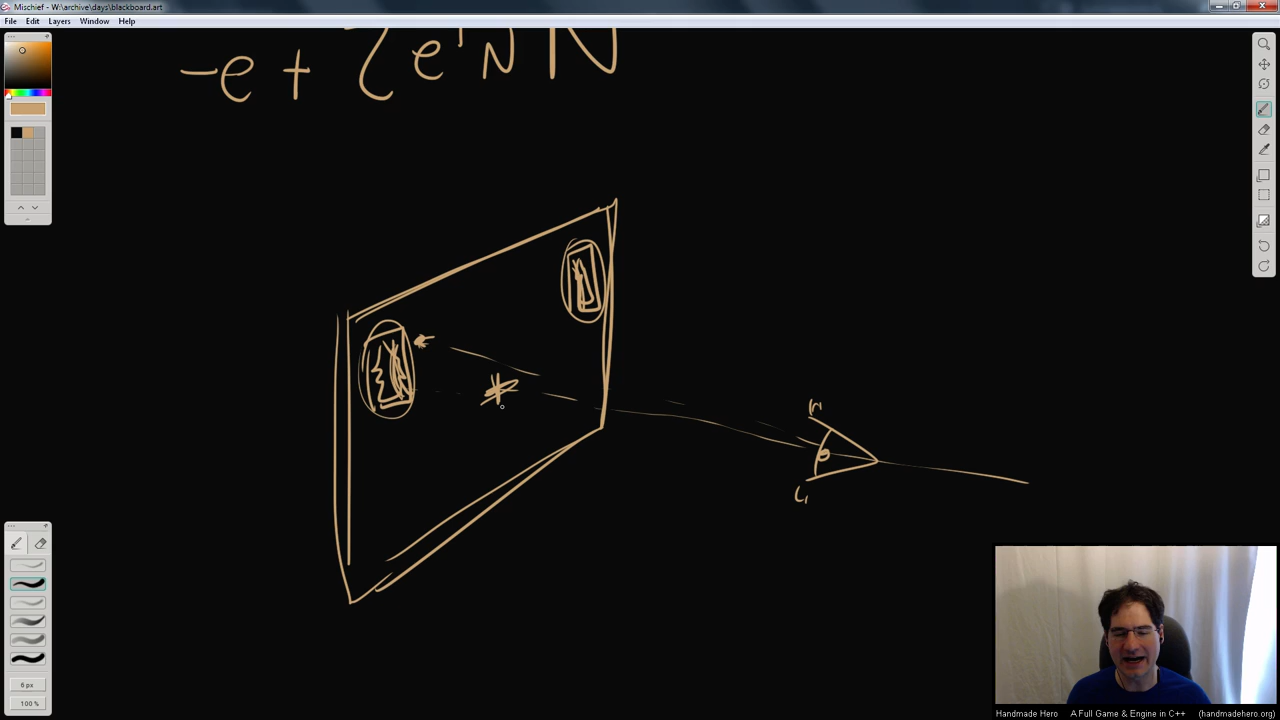 Mischief - W:\archive\days\blackboard.art
File Edit Layers Window Help
-e + 2 e^T N N
6 px
100 %
Handmade Hero A Full Game & Engine in C++ (handmadehero.org)